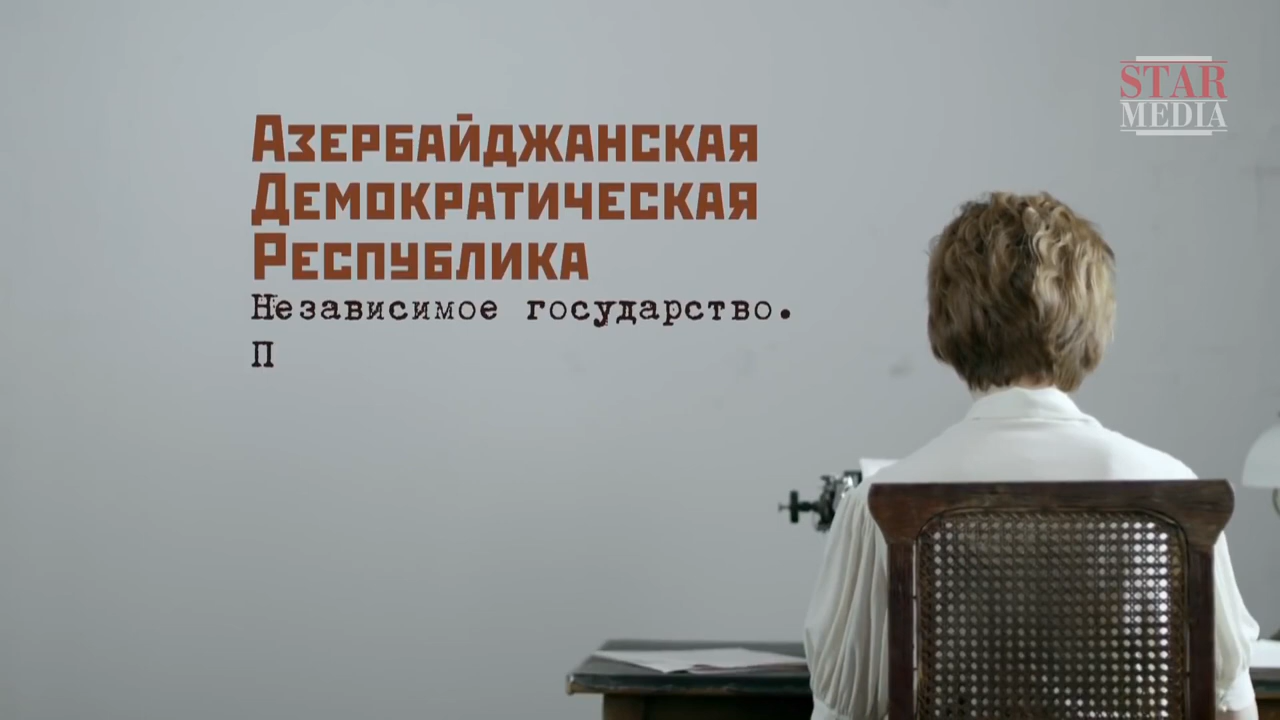 АЗЕРБАЙДЖАНСКАЯ
ДЕМОКРАТИЧЕСКАЯ
РЕСПУБЛИКА
Независимое государство.
П
STAR
MEDIA